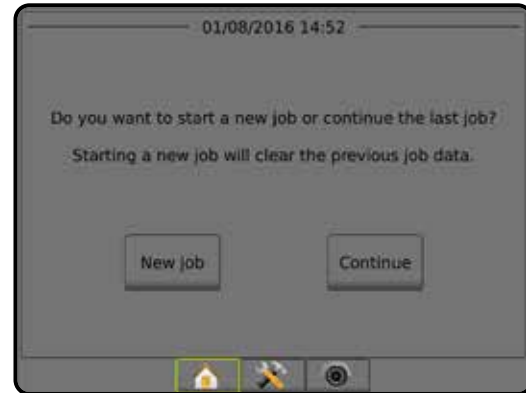 01/08/2016 14:52
Do you want to start a new job or continue the last job?
Starting a new job will clear the previous job data.
New job
Continue